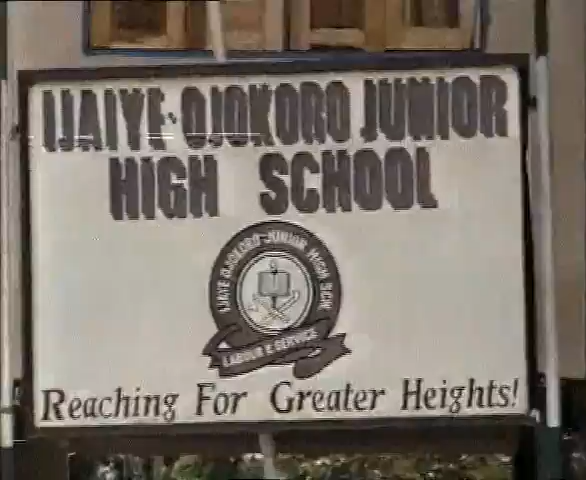 IJAIYE-OJOKORO JUNIOR
HIGH SCHOOL
IJAIYE OJOKORO JUNIOR HIGH SCH
LABOUR & SERVICE
Reaching For Greater Heights!